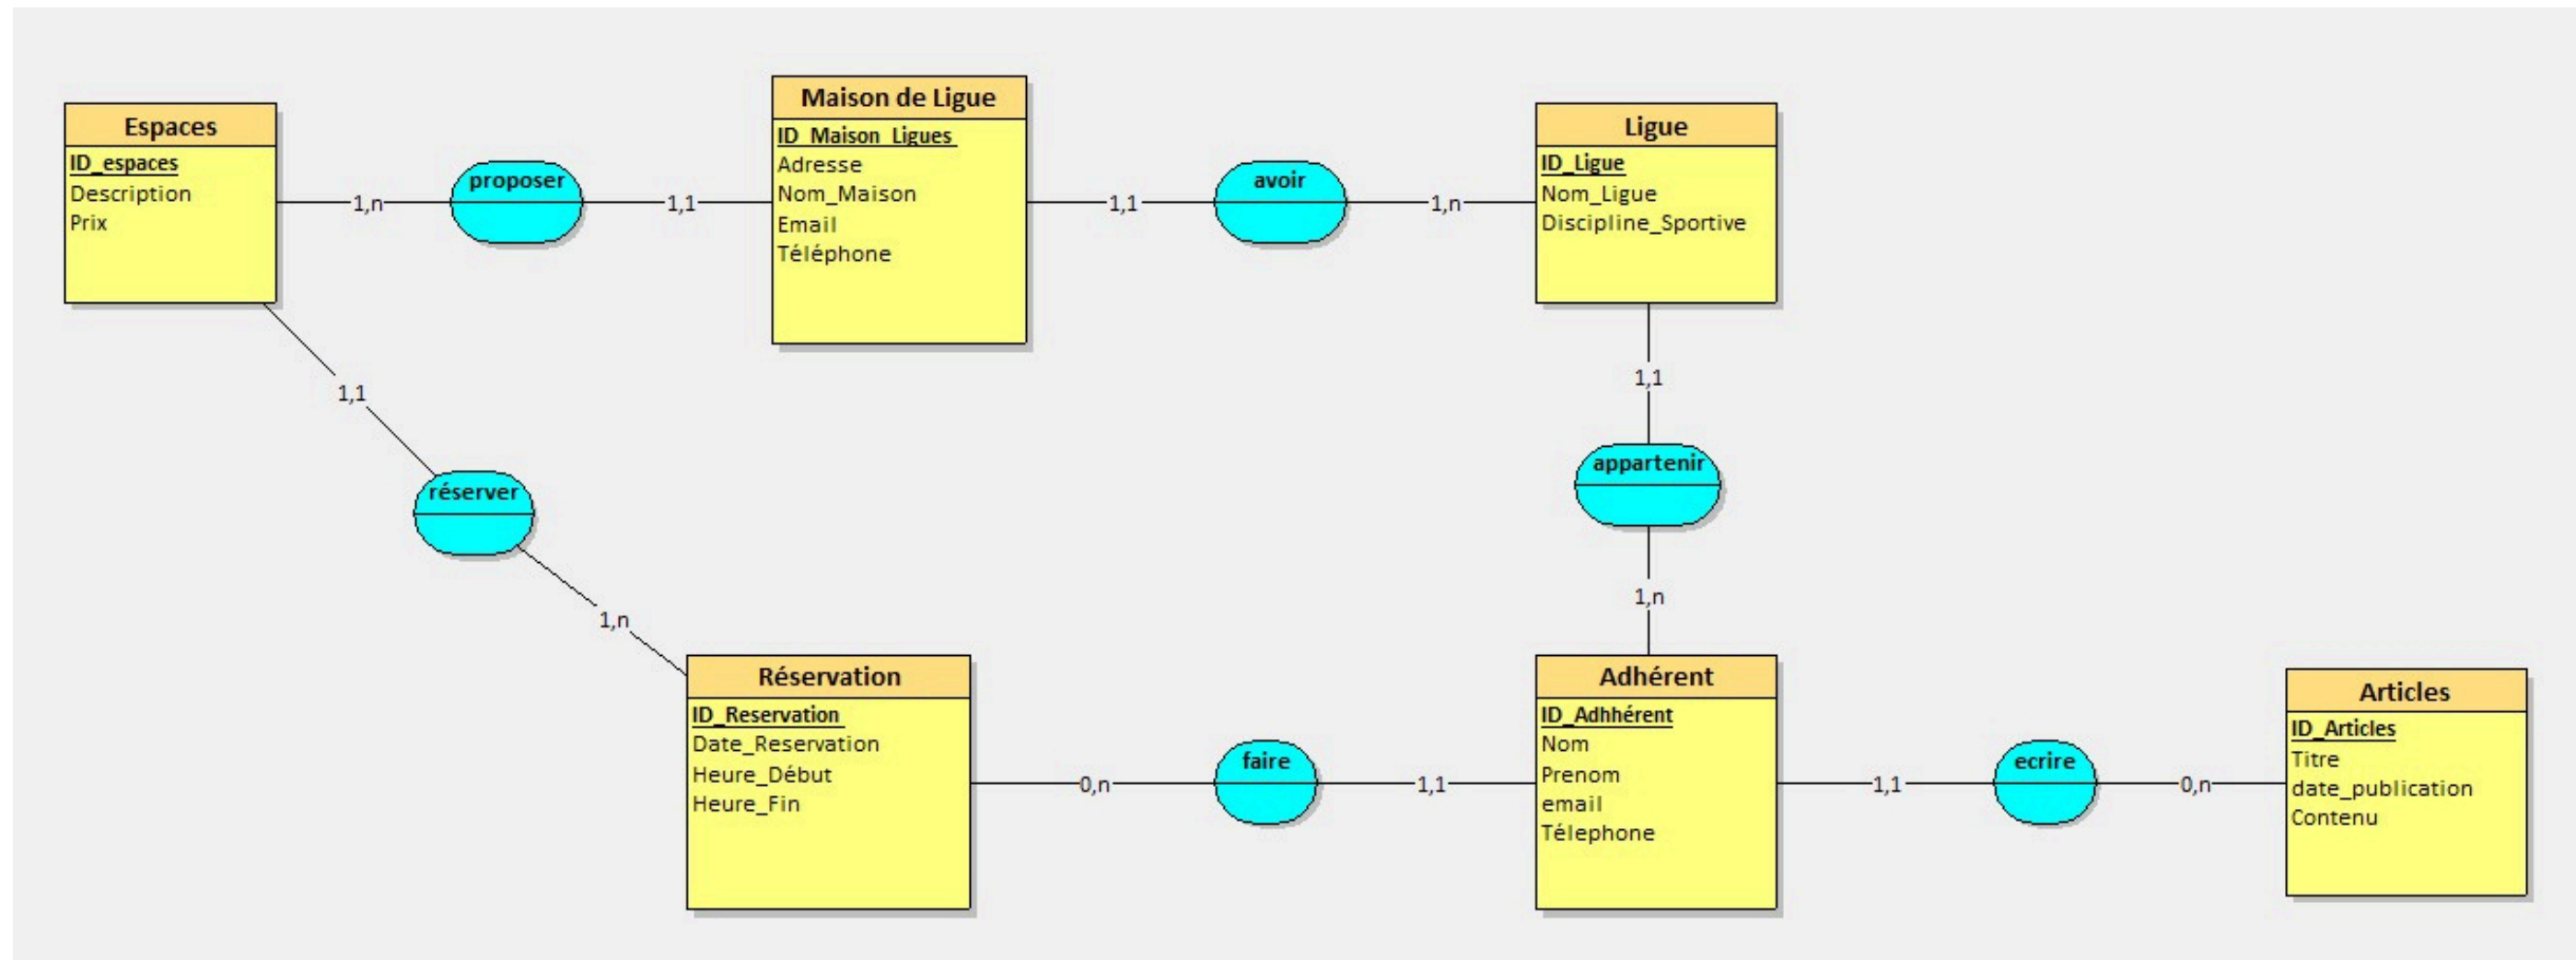 Espaces
ID_espaces
Description
Prix
1,n
proposer
1,1
Maison de Ligue
ID_Maison_Ligues
Adresse
Nom_Maison
Email
Téléphone
1,1
avoir
1,n
Ligue
ID_Ligue
Nom_Ligue
Discipline_Sportive
1,1
réserver
1,n
1,1
appartenir
1,n
Réservation
ID_Reservation
Date_Reservation
Heure_Début
Heure_Fin
0,n
faire
1,1
Adhérent
ID_Adhhérent
Nom
Prenom
email
Télephone
1,1
ecrire
0,n
Articles
ID_Articles
Titre
date_publication
Contenu